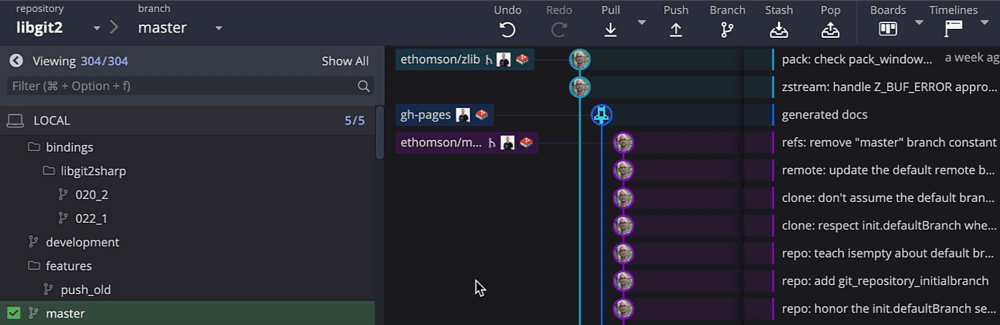 repository
libgit2
branch
master
Undo
Redo
Pull
Push
Branch
Stash
Pop
Boards
Timelines
Viewing 304/304
Show All
Filter (⌘ + Option + f)
LOCAL 5/5
bindings
libgit2sharp
020_2
022_1
development
features
push_old
master
ethomson/zlib
pack: check pack_window... a week ag
zstream: handle Z_BUF_ERROR appro...
gh-pages
generated docs
ethomson/m...
refs: remove "master" branch constant
remote: update the default remote b...
clone: don't assume the default bran...
clone: respect init.defaultBranch whe...
repo: teach isempty about default br...
repo: add git_repository_initialbranch
repo: honor the init.defaultBranch se...